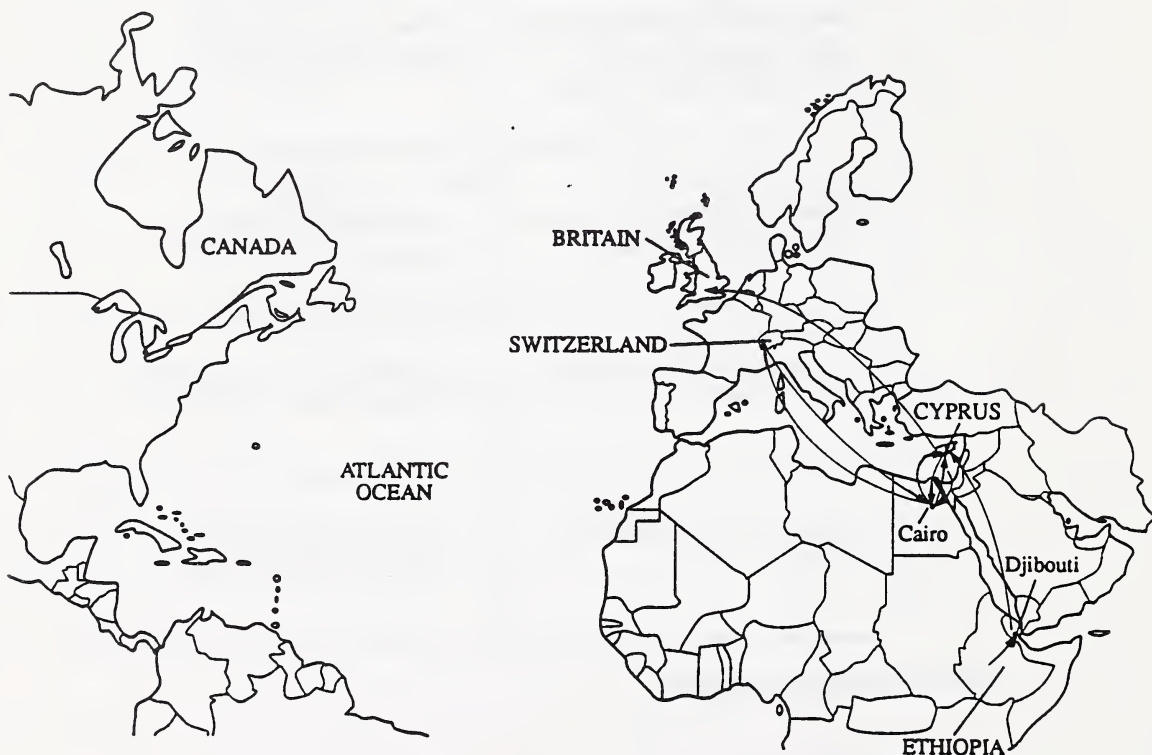 CANADA
BRITAIN
SWITZERLAND
CYPRUS
ATLANTIC
OCEAN
Cairo
Djibouti
ETHIOPIA